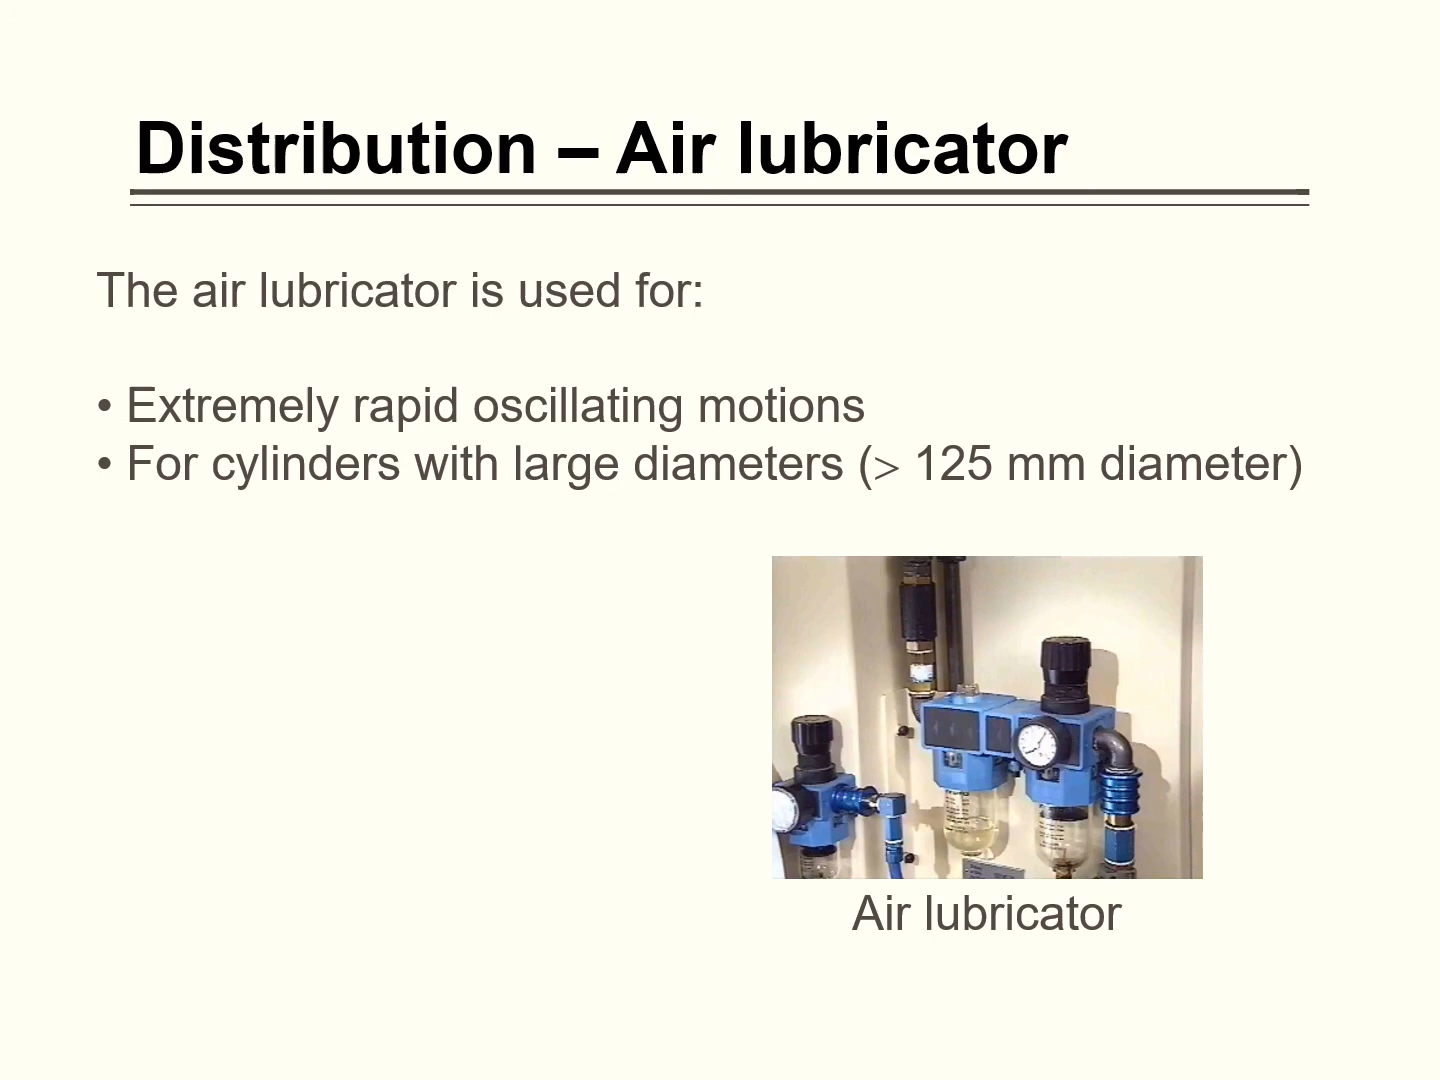 Distribution – Air lubricator
The air lubricator is used for:
• Extremely rapid oscillating motions
• For cylinders with large diameters (> 125 mm diameter)
Air lubricator